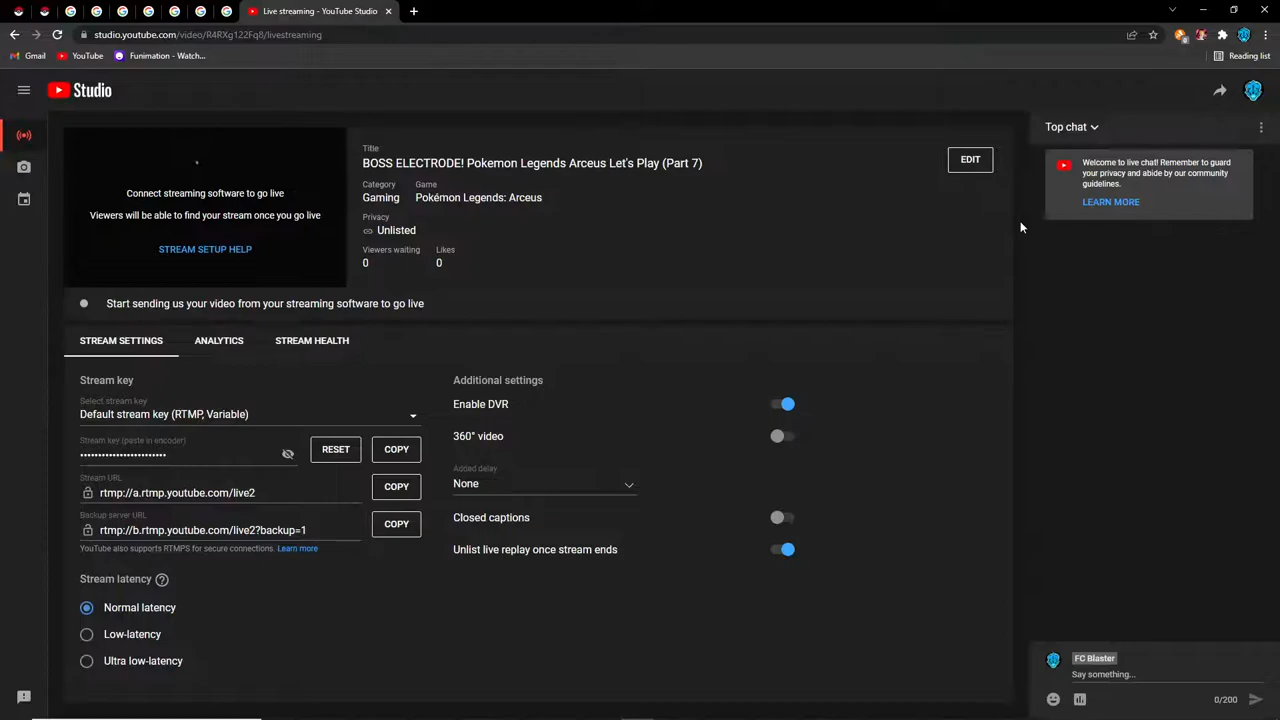 Live streaming - YouTube Studio
studio.youtube.com/video/R4RXg122Fq8/livestreaming
Gmail YouTube Funimation - Watch... Reading list
Studio
Connect streaming software to go live
Viewers will be able to find your stream once you go live
STREAM SETUP HELP
Title
BOSS ELECTRODE! Pokemon Legends Arceus Let's Play (Part 7)
EDIT
Category Game
Gaming Pokémon Legends: Arceus
Privacy
Unlisted
Viewers waiting Likes
0 0
Start sending us your video from your streaming software to go live
STREAM SETTINGS ANALYTICS STREAM HEALTH
Stream key
Select stream key
Default stream key (RTMP, Variable)
Stream key (paste in encoder)
•••••••••••••••••••••••• RESET COPY
Stream URL
rtmp://a.rtmp.youtube.com/live2 COPY
Backup server URL
rtmp://b.rtmp.youtube.com/live2?backup=1 COPY
YouTube also supports RTMPS for secure connections. Learn more
Stream latency
Normal latency
Low-latency
Ultra low-latency
Additional settings
Enable DVR
360° video
Added delay
None
Closed captions
Unlist live replay once stream ends
Top chat
Welcome to live chat! Remember to guard
your privacy and abide by our community
guidelines.
LEARN MORE
FC Blaster
Say something...
0/200